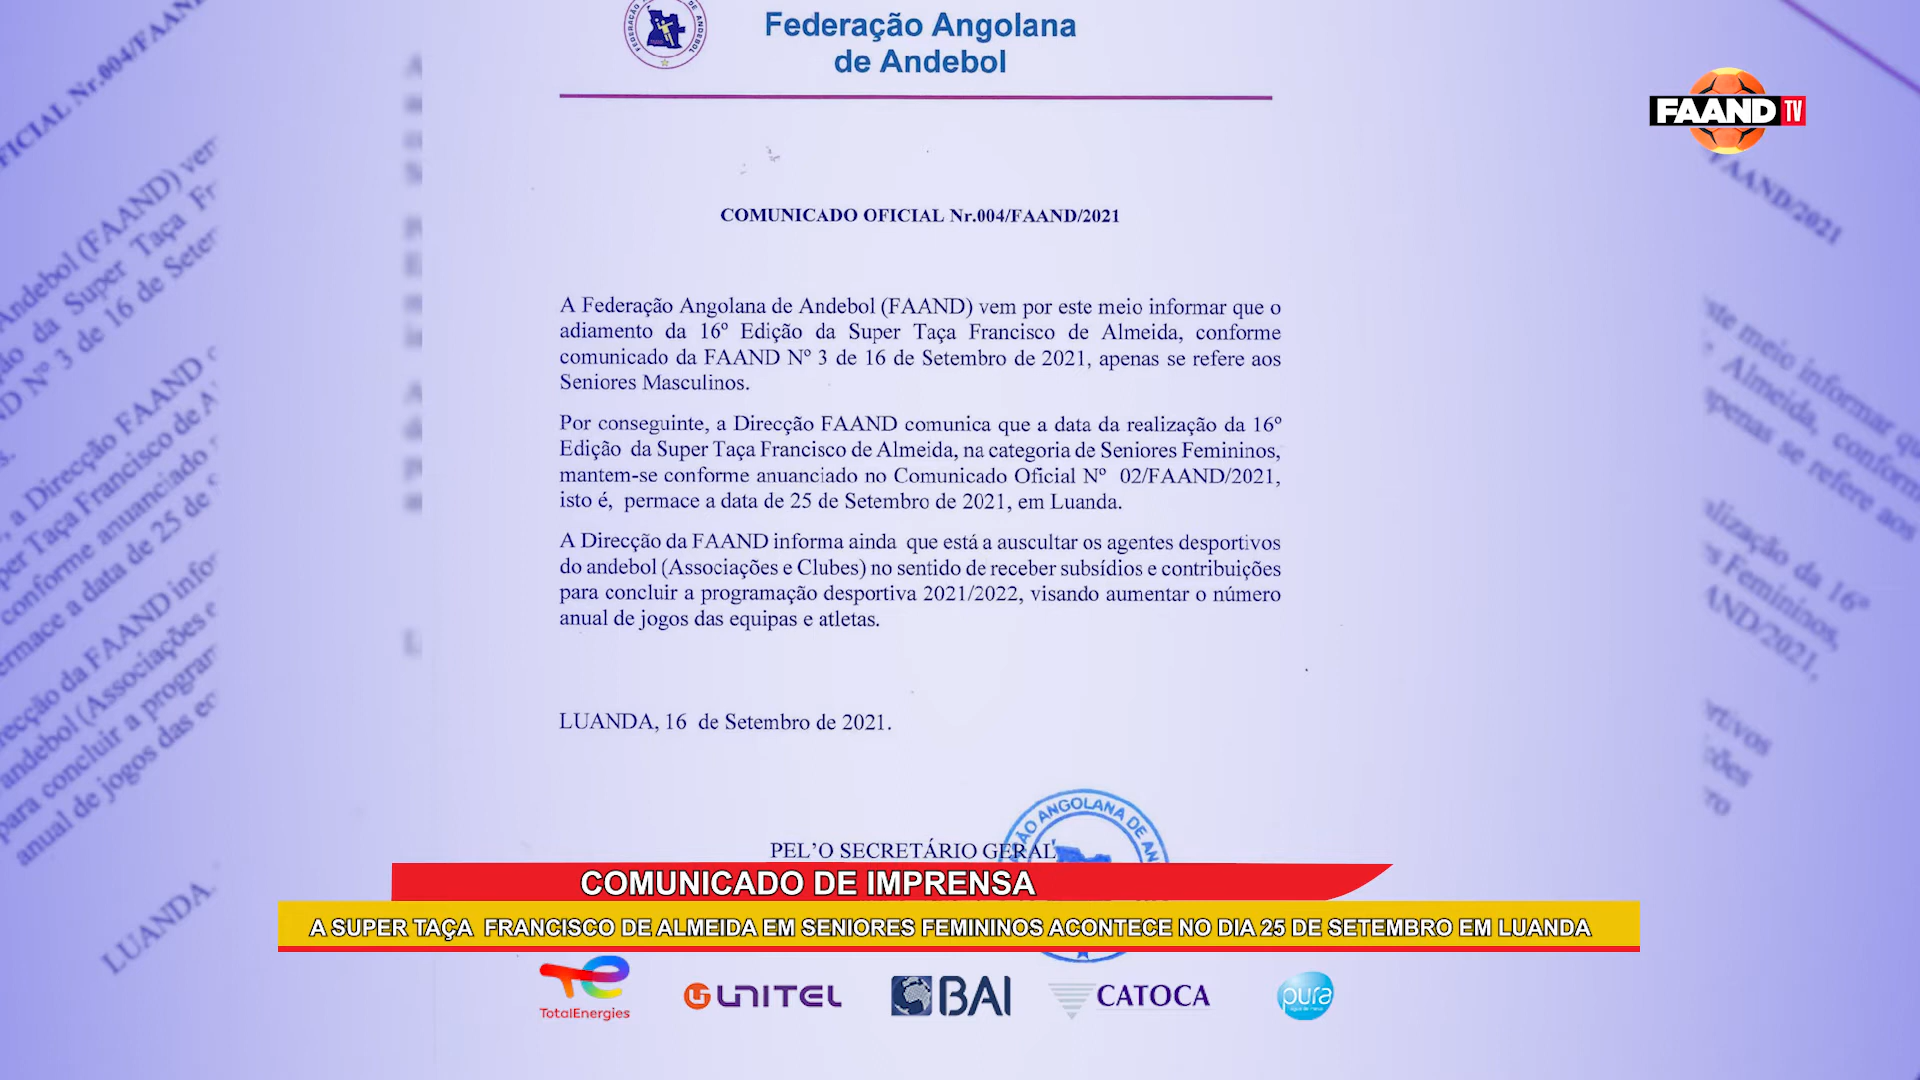 Federação Angolana
de Andebol
FAAND TV
COMUNICADO OFICIAL Nr.004/FAAND/2021
A Federação Angolana de Andebol (FAAND) vem por este meio informar que o
adiamento da 16º Edição da Super Taça Francisco de Almeida, conforme
comunicado da FAAND Nº 3 de 16 de Setembro de 2021, apenas se refere aos
Seniores Masculinos.
Por conseguinte, a Direcção FAAND comunica que a data da realização da 16º
Edição da Super Taça Francisco de Almeida, na categoria de Seniores Femininos,
mantem-se conforme anuanciado no Comunicado Oficial Nº 02/FAAND/2021,
isto é, permace a data de 25 de Setembro de 2021, em Luanda.
A Direcção da FAAND informa ainda que está a auscultar os agentes desportivos
do andebol (Associações e Clubes) no sentido de receber subsídios e contribuições
para concluir a programação desportiva 2021/2022, visando aumentar o número
anual de jogos das equipas e atletas.
LUANDA, 16 de Setembro de 2021.
PEL'O SECRETÁRIO GERAL
COMUNICADO DE IMPRENSA
A SUPER TAÇA FRANCISCO DE ALMEIDA EM SENIORES FEMININOS ACONTECE NO DIA 25 DE SETEMBRO EM LUANDA
TotalEnergies
UNITEL
BAI
CATOCA
pura